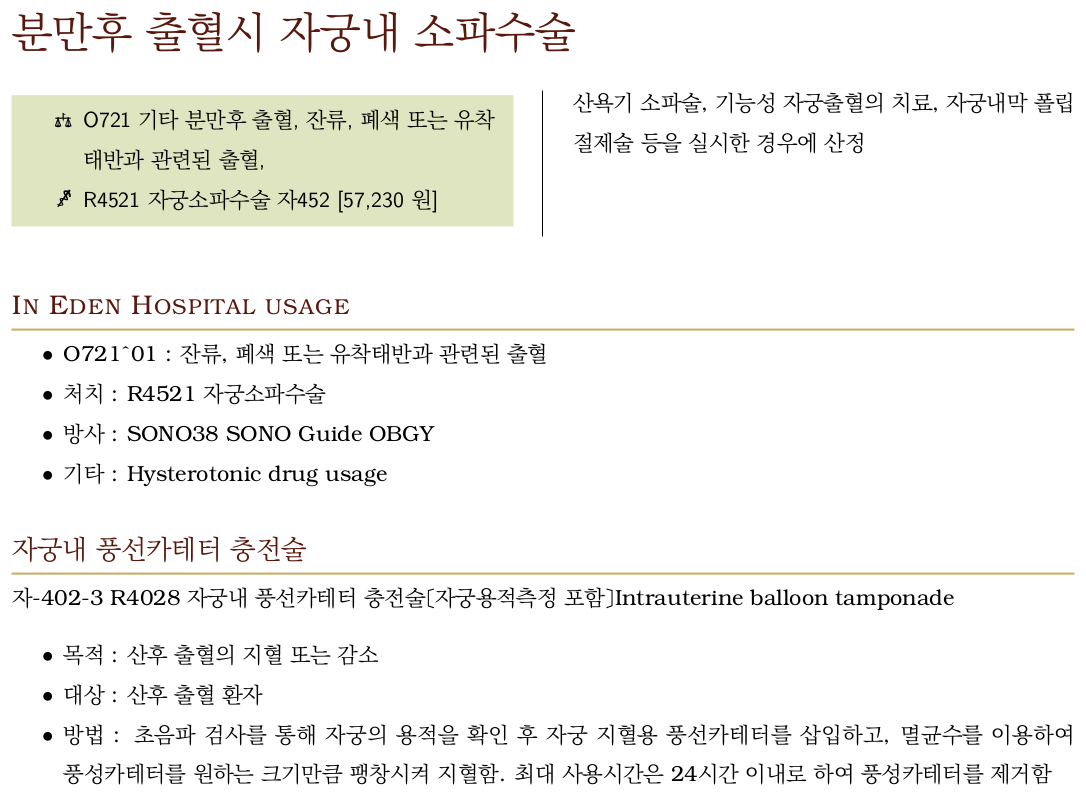 분만후 출혈시 자궁내 소파수술
O721 기타 분만후 출혈, 잔류, 폐색 또는 유착
태반과 관련된 출혈,
R4521 자궁소파수술 자452 [57,230 원]
산욕기 소파술, 기능성 자궁출혈의 치료, 자궁내막 폴립
절제술 등을 실시한 경우에 산정
IN EDEN HOSPITAL USAGE
• O721^01 : 잔류, 폐색 또는 유착태반과 관련된 출혈
• 처치 : R4521 자궁소파수술
• 방사 : SONO38 SONO Guide OBGY
• 기타 : Hysterotonic drug usage
자궁내 풍선카테터 충전술
자-402-3 R4028 자궁내 풍선카테터 충전술[자궁용적측정 포함]Intrauterine balloon tamponade
• 목적 : 산후 출혈의 지혈 또는 감소
• 대상 : 산후 출혈 환자
• 방법 : 초음파 검사를 통해 자궁의 용적을 확인 후 자궁 지혈용 풍선카테터를 삽입하고, 멸균수를 이용하여
풍성카테터를 원하는 크기만큼 팽창시켜 지혈함. 최대 사용시간은 24시간 이내로 하여 풍성카테터를 제거함